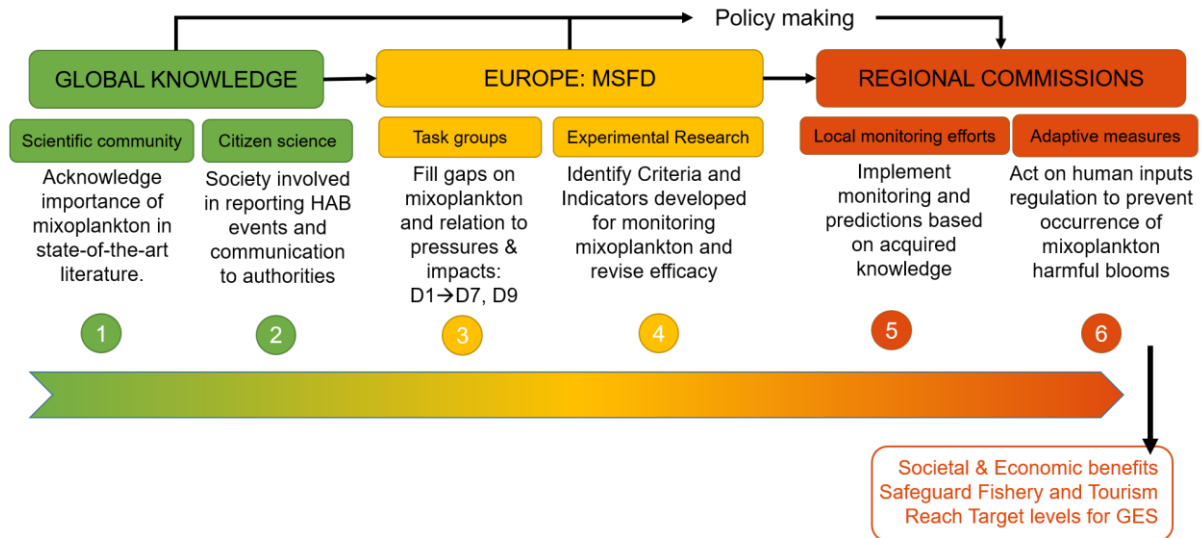 Policy making
GLOBAL KNOWLEDGE
EUROPE: MSFD
REGIONAL COMMISSIONS
Scientific community
Acknowledge
importance of
mixoplankton in
state-of-the-art
literature.
Citizen science
Society involved
in reporting HAB
events and
communication
to authorities
Task groups
Fill gaps on
mixoplankton
and relation to
pressures &
impacts:
D1→D7, D9
Experimental Research
Identify Criteria and
Indicators developed
for monitoring
mixoplankton and
revise efficacy
Local monitoring efforts
Implement
monitoring and
predictions based
on acquired
knowledge
Adaptive measures
Act on human inputs
regulation to prevent
occurrence of
mixoplankton
harmful blooms
1
2
3
4
5
6
Societal & Economic benefits
Safeguard Fishery and Tourism
Reach Target levels for GES